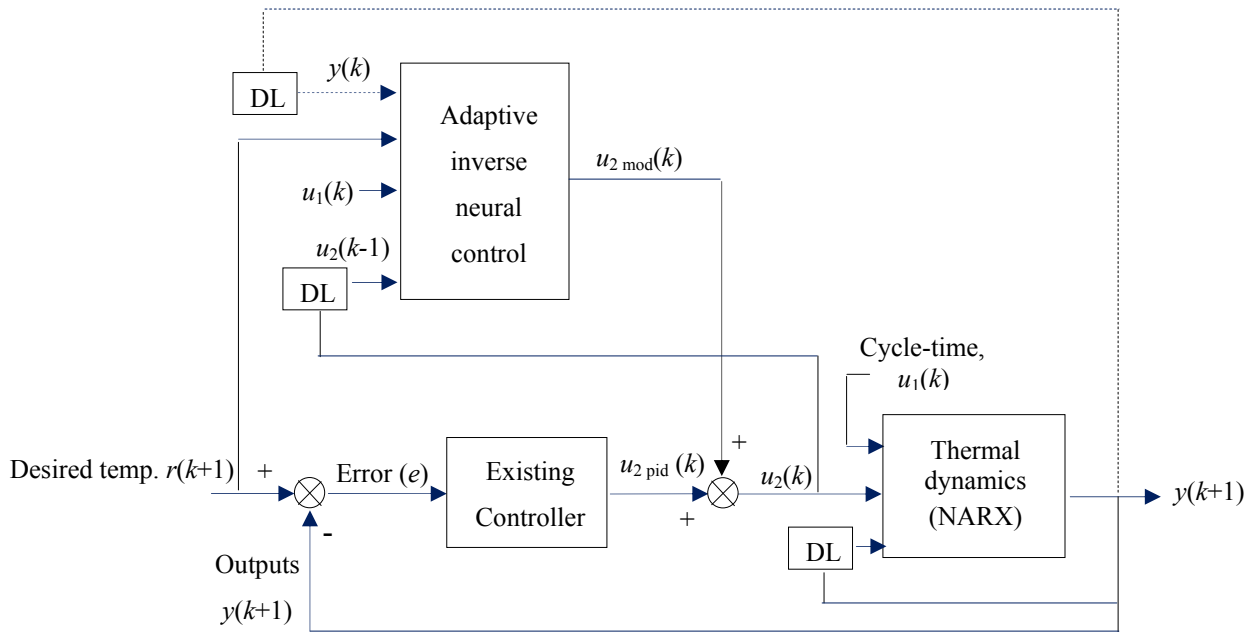 DL
y(k)
Adaptive
inverse
neural
control
u1(k)
u2(k-1)
DL
u2 mod(k)
Cycle-time,
u1(k)
Desired temp. r(k+1)
+
-
Error (e)
Existing
Controller
u2 pid (k)
+
+
u2(k)
Thermal
dynamics
(NARX)
DL
y(k+1)
Outputs
y(k+1)